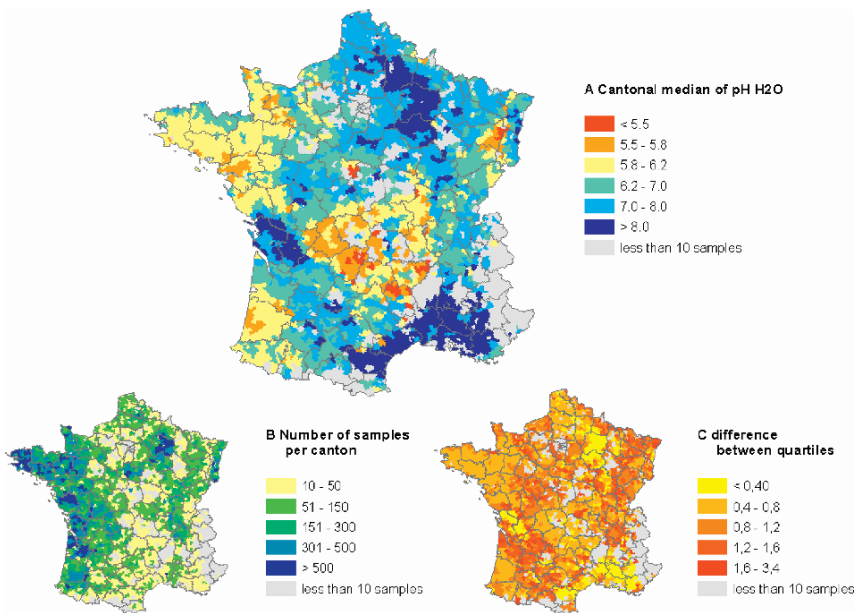 A Cantonal median of pH H2O
< 5.5
5.5 - 5.8
5.8 - 6.2
6.2 - 7.0
7.0 - 8.0
> 8.0
less than 10 samples
B Number of samples
per canton
10 - 50
51 - 150
151 - 300
301 - 500
> 500
less than 10 samples
C difference
between quartiles
< 0,40
0,4 - 0,8
0,8 - 1,2
1,2 - 1,6
1,6 - 3,4
less than 10 samples